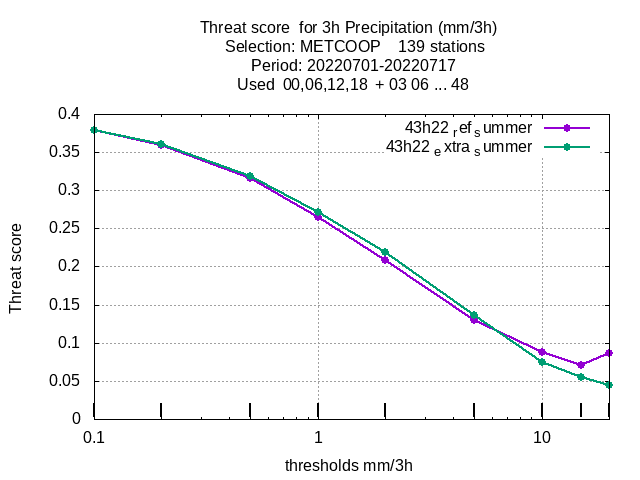 Threat score for 3h Precipitation (mm/3h)
Selection: METCOOP 139 stations
Period: 20220701-20220717
Used 00,06,12,18 + 03 06 ... 48
43h22 ref summer
43h22 extra summer
0.4
0.35
0.3
0.25
0.2
0.15
0.1
0.05
0
Threat score
0.1 1 10
thresholds mm/3h